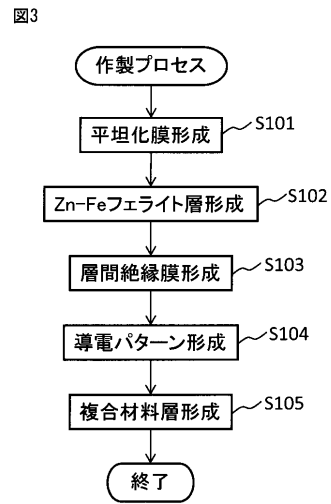 図3
作製プロセス
平坦化膜形成
S101
Zn-Feフェライト層形成
S102
層間絶縁膜形成
S103
導電パターン形成
S104
複合材料層形成
S105
終了